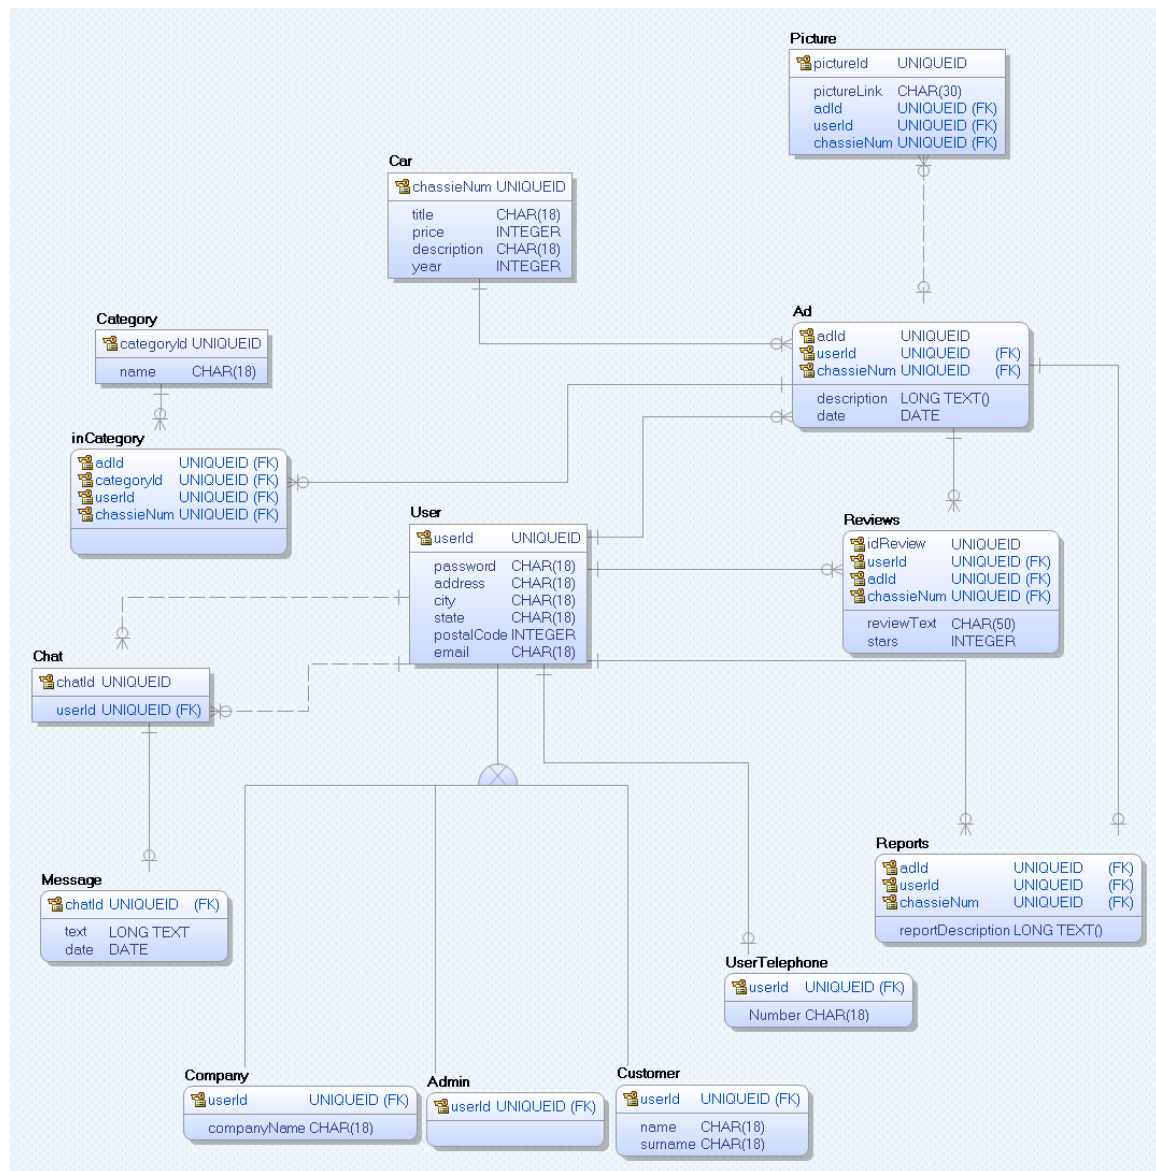 Picture
pictureId UNIQUEID
pictureLink CHAR(30)
adId UNIQUEID (FK)
userId UNIQUEID (FK)
chassieNum UNIQUEID (FK)
Car
chassieNum UNIQUEID
title CHAR(18)
price INTEGER
description CHAR(18)
year INTEGER
Ad
adId UNIQUEID
userId UNIQUEID (FK)
chassieNum UNIQUEID (FK)
description LONG TEXT()
date DATE
Category
categoryId UNIQUEID
name CHAR(18)
inCategory
adId UNIQUEID (FK)
categoryId UNIQUEID (FK)
userId UNIQUEID (FK)
chassieNum UNIQUEID (FK)
User
userId UNIQUEID
password CHAR(18)
address CHAR(18)
city CHAR(18)
state CHAR(18)
postalCode INTEGER
email CHAR(18)
Reviews
idReview UNIQUEID
userId UNIQUEID (FK)
adId UNIQUEID (FK)
chassieNum UNIQUEID (FK)
reviewText CHAR(50)
stars INTEGER
Chat
chatId UNIQUEID
userId UNIQUEID (FK)
Message
chatId UNIQUEID (FK)
text LONG TEXT
date DATE
Reports
adId UNIQUEID (FK)
userId UNIQUEID (FK)
chassieNum UNIQUEID (FK)
reportDescription LONG TEXT()
UserTelephone
userId UNIQUEID (FK)
Number CHAR(18)
Company
userId UNIQUEID (FK)
companyName CHAR(18)
Admin
userId UNIQUEID (FK)
Customer
userId UNIQUEID (FK)
name CHAR(18)
surname CHAR(18)